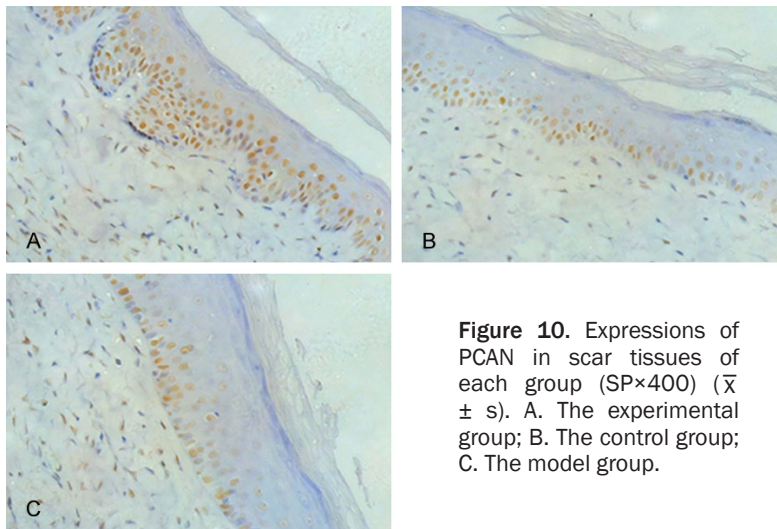 A
B
C
Figure 10. Expressions of
PCAN in scar tissues of
each group (SP×400) (x̅
± s). A. The experimental
group; B. The control group;
C. The model group.